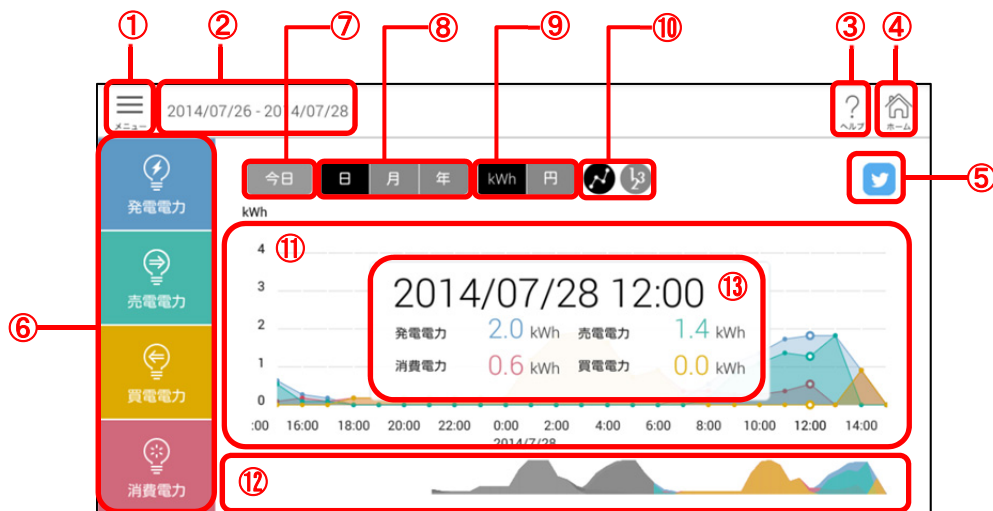 ① ② ⑦ ⑧ ⑨ ⑩ ③ ④
メニュー 2014/07/26 - 2014/07/28 ヘルプ ホーム
今日 日 月 年 kWh 円 123
⑤
発電電力
売電電力
⑥
買電電力
消費電力
kWh
⑪
4
3
2
1
0
2014/07/28 12:00 ⑬
発電電力 2.0 kWh 売電電力 1.4 kWh
消費電力 0.6 kWh 買電電力 0.0 kWh
:00 16:00 18:00 20:00 22:00 0:00 2:00 4:00 6:00 8:00 10:00 12:00 14:00
2014/7/28
⑫